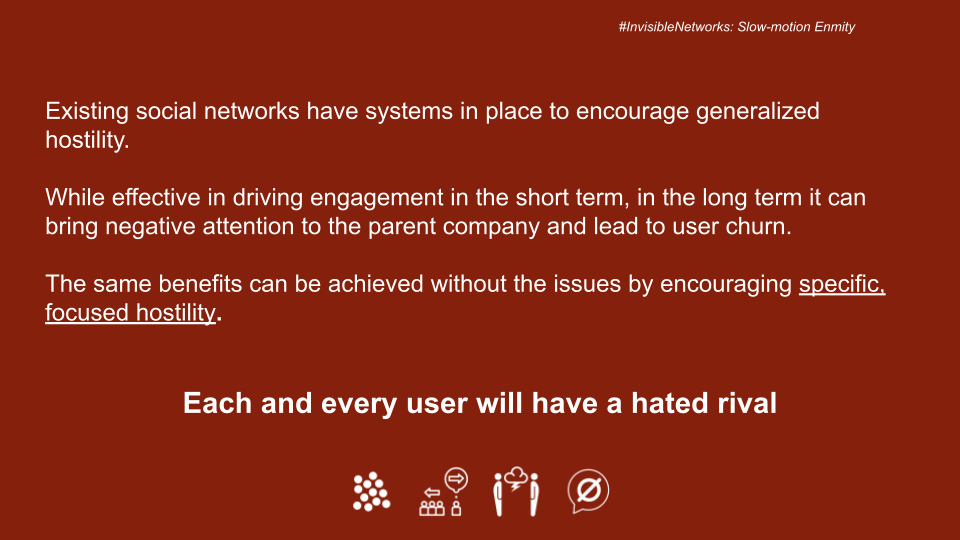 #InvisibleNetworks: Slow-motion Enmity
Existing social networks have systems in place to encourage generalized
hostility.
While effective in driving engagement in the short term, in the long term it can
bring negative attention to the parent company and lead to user churn.
The same benefits can be achieved without the issues by encouraging specific,
focused hostility.
Each and every user will have a hated rival